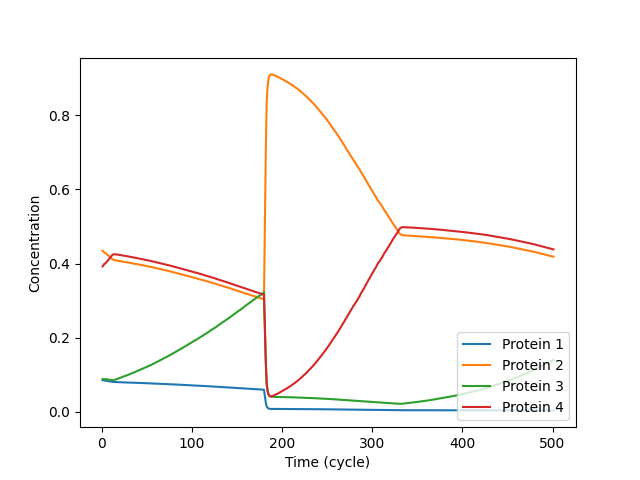 0.8
0.6
0.4
0.2
0.0
Concentration
0
100
200
300
400
500
Time (cycle)
Protein 1
Protein 2
Protein 3
Protein 4